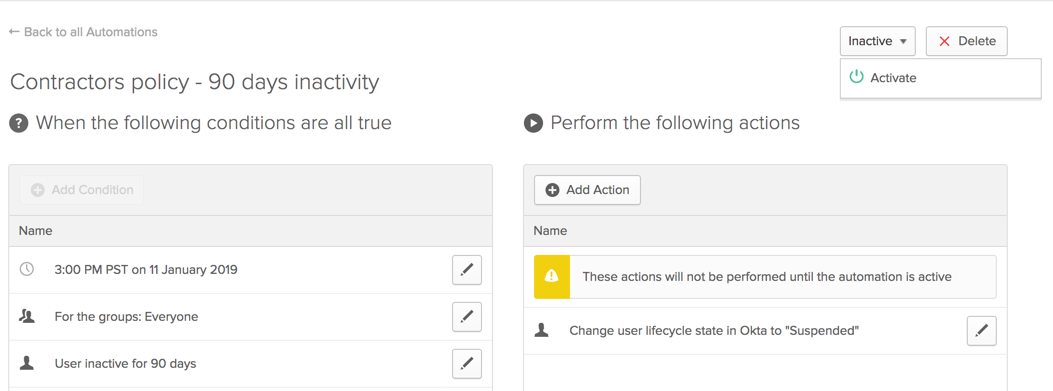 ← Back to all Automations
Inactive
Delete
Activate
Contractors policy - 90 days inactivity
? When the following conditions are all true
Perform the following actions
Add Condition
Add Action
Name
Name
3:00 PM PST on 11 January 2019
These actions will not be performed until the automation is active
For the groups: Everyone
Change user lifecycle state in Okta to "Suspended"
User inactive for 90 days